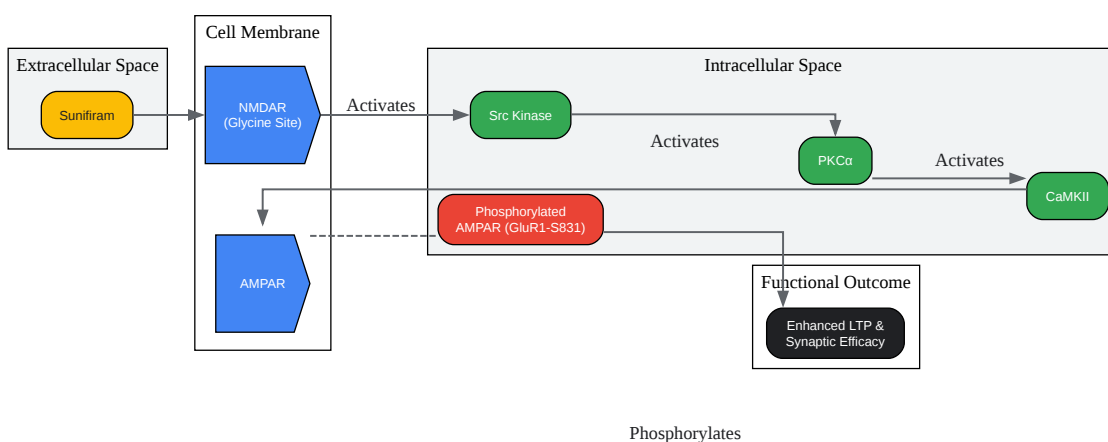 Cell Membrane
Extracellular Space
Intracellular Space
Sunifiram
NMDAR
(Glycine Site)
Activates
Src Kinase
Activates
PKCα
Activates
CaMKII
Phosphorylated
AMPAR (GluR1-S831)
AMPAR
Functional Outcome
Enhanced LTP &
Synaptic Efficacy
Phosphorylates